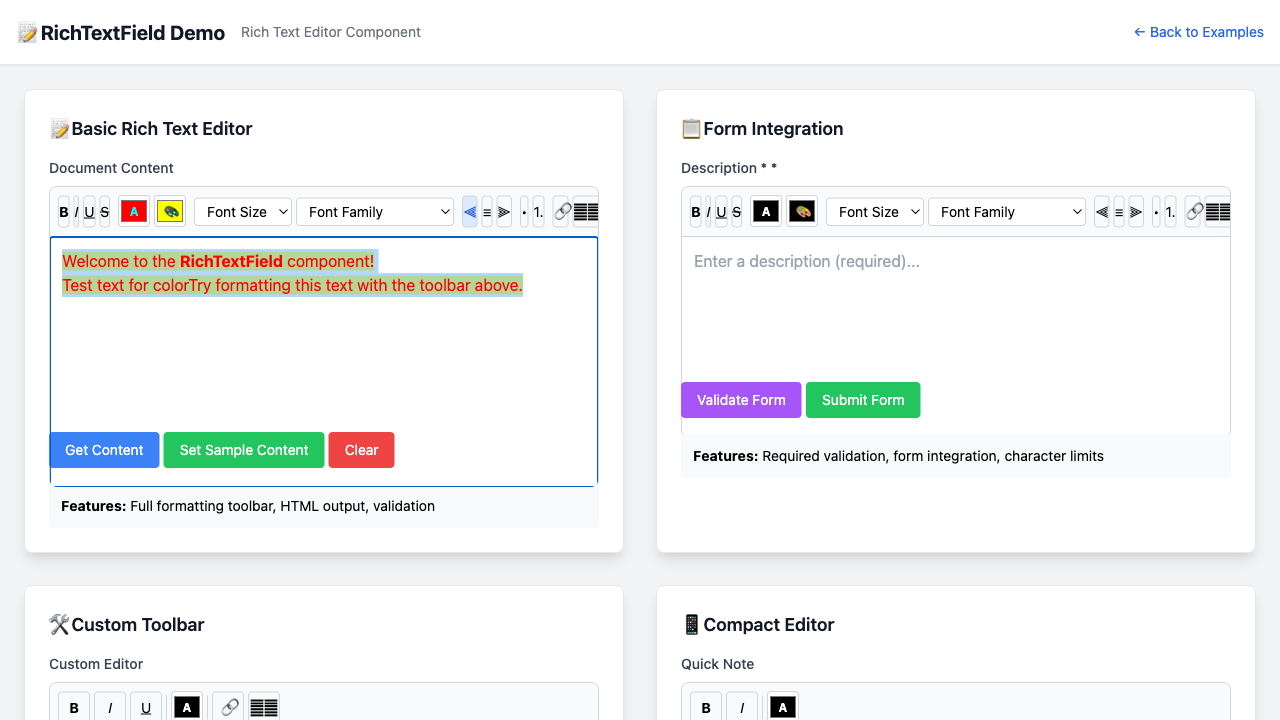 RichTextField Demo Rich Text Editor Component ← Back to Examples
Basic Rich Text Editor
Document Content
B I U S A Font Size Font Family • 1.
Welcome to the RichTextField component!
Test text for colorTry formatting this text with the toolbar above.
Get Content Set Sample Content Clear
Features: Full formatting toolbar, HTML output, validation
Form Integration
Description * *
B I U S A Font Size Font Family • 1.
Enter a description (required)...
Validate Form Submit Form
Features: Required validation, form integration, character limits
Custom Toolbar
Custom Editor
B I U A
Compact Editor
Quick Note
B I A